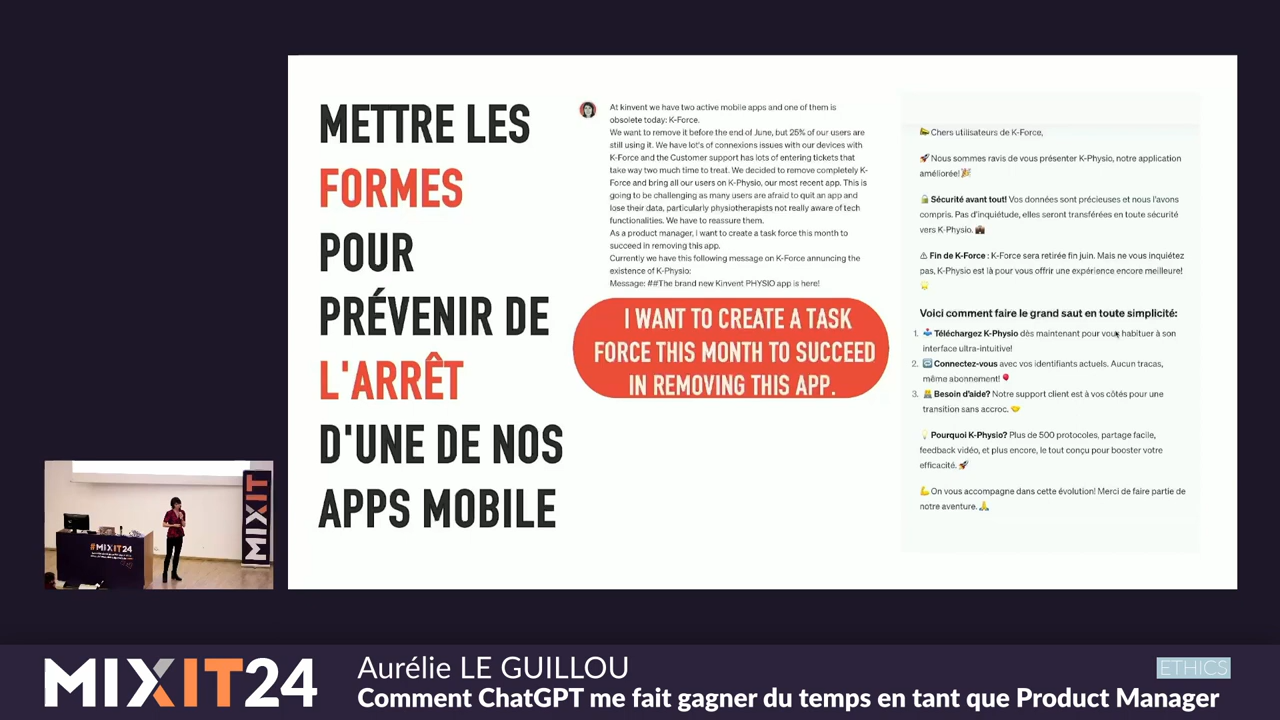 METTRE LES
FORMES
POUR
PRÉVENIR DE
L'ARRÊT
D'UNE DE NOS
APPS MOBILE
At kinvent we have two active mobile apps and one of them is
obsolete today: K-Force.
We want to remove it before the end of June, but 25% of our users are
still using it. We have lot's of connexions issues with our devices with
K-Force and the Customer support has lots of entering tickets that
take way two much time to treat. We decided to remove completely K-
Force and bring all our users on K-Physio, our most recent app. This is
going to be challenging as many users are afraid to quit an app and
lose their data, particularly physiotherapists not really aware of tech
functionalities. We have to reassure them.
As a product manager, I want to create a task force this month to
succeed in removing this app.
Currently we have this following message on K-Force annuncing the
existence of K-Physio:
Message: ##The brand new Kinvent PHYSIO app is here!
I WANT TO CREATE A TASK
FORCE THIS MONTH TO SUCCEED
IN REMOVING THIS APP.
Chers utilisateurs de K-Force,
🚀 Nous sommes ravis de vous présenter K-Physio, notre application
améliorée!🎉
🔒 Sécurité avant tout! Vos données sont précieuses et nous l'avons
compris. Pas d'inquiétude, elles seront transférées en toute sécurité
vers K-Physio.
⚠ Fin de K-Force : K-Force sera retirée fin juin. Mais ne vous inquiétez
pas, K-Physio est là pour vous offrir une expérience encore meilleure!
Voici comment faire le grand saut en toute simplicité:
1. Téléchargez K-Physio dès maintenant pour vous habituer à son
interface ultra-intuitive!
2. Connectez-vous avec vos identifiants actuels. Aucun tracas,
même abonnement! 🎈
3. Besoin d'aide? Notre support client est à vos côtés pour une
transition sans accroc. 🤝
💡 Pourquoi K-Physio? Plus de 500 protocoles, partage facile,
feedback vidéo, et plus encore, le tout conçu pour booster votre
efficacité. 🚀
💪 On vous accompagne dans cette évolution! Merci de faire partie de
notre aventure. 🙏
MIXIT
#MIXIT24
MIXIT24
Aurélie LE GUILLOU
ETHICS
Comment ChatGPT me fait gagner du temps en tant que Product Manager